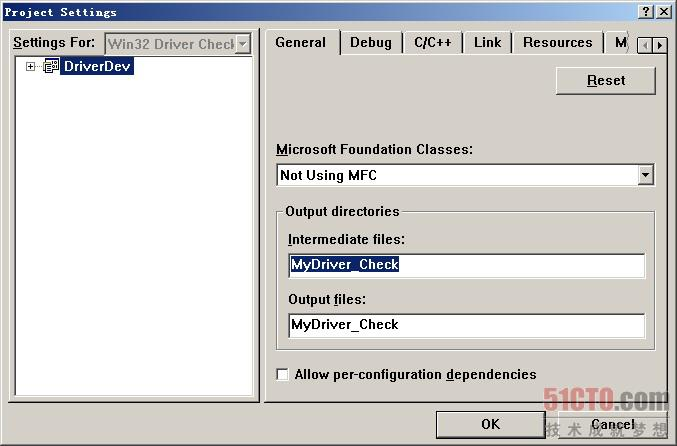 Project Settings
Settings For:
Win32 Driver Check
DriverDev
General
Debug
C/C++
Link
Resources
M
Reset
Microsoft Foundation Classes:
Not Using MFC
Output directories
Intermediate files:
MyDriver_Check
Output files:
MyDriver_Check
Allow per-configuration dependencies
51CTO.com
技术成就梦想
OK
Cancel